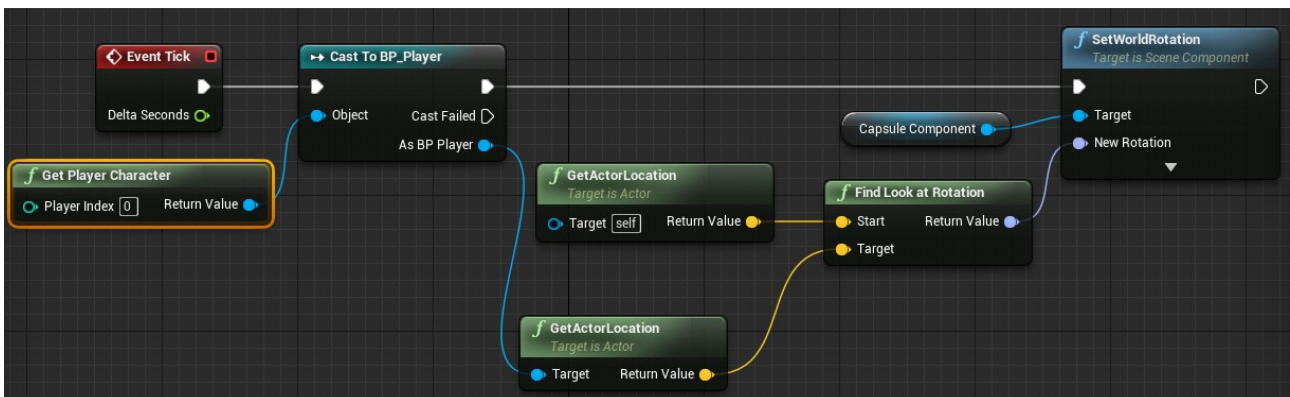 Event Tick
Delta Seconds
Get Player Character
Player Index 0 Return Value
Cast To BP_Player
Object Cast Failed
As BP Player
GetActorLocation
Target is Actor
Target self Return Value
GetActorLocation
Target is Actor
Target Return Value
Capsule Component
Find Look at Rotation
Start Return Value
Target
SetWorldRotation
Target is Scene Component
Target
New Rotation